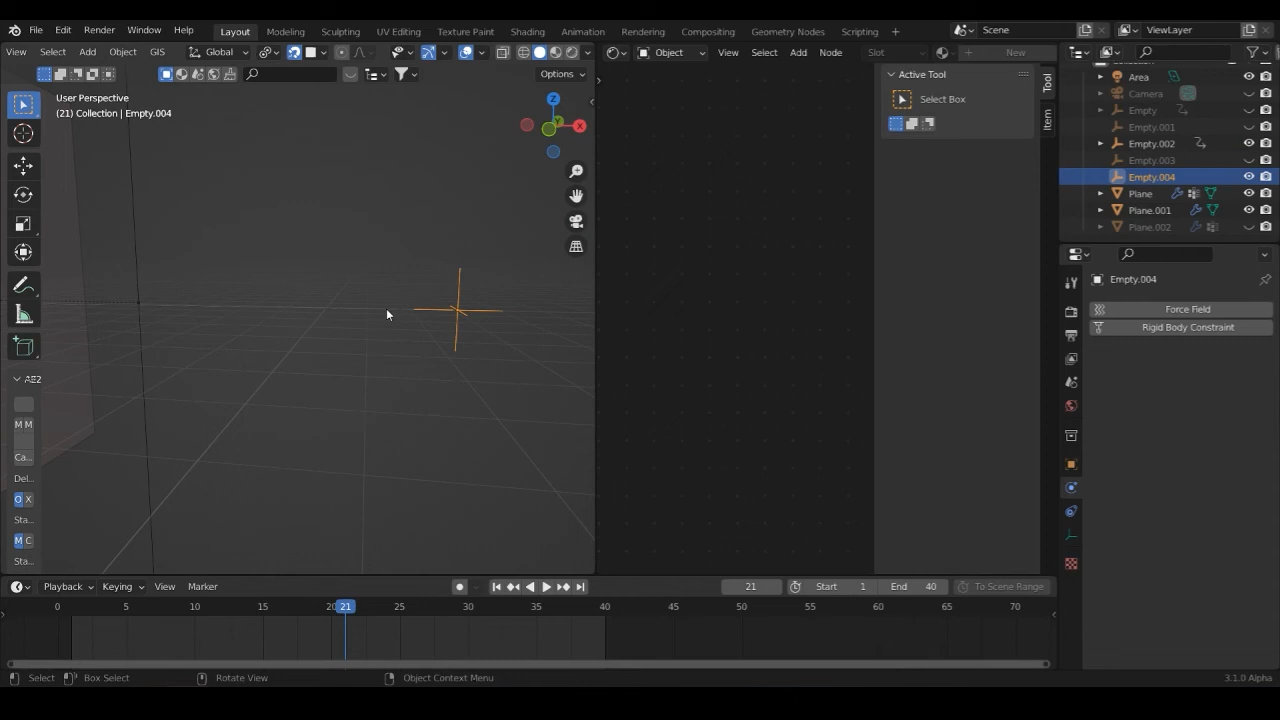 File Edit Render Window Help Layout Modeling Sculpting UV Editing Texture Paint Shading Animation Rendering Compositing Geometry Nodes Scripting + Scene ViewLayer
View Select Add Object GIS Global Object View Select Add Node Slot New
Options
User Perspective
(21) Collection | Empty.004
Z
X
Y
Active Tool
Select Box
Tool
Item
Area
Camera
Empty
Empty.001
Empty.002
Empty.003
Empty.004
Plane
Plane.001
Plane.002
Empty.004
Force Field
Rigid Body Constraint
AE2
M M
Ca...
Del...
O X
Sta...
M C
Sta...
Playback Keying View Marker 21 Start 1 End 40 To Scene Range
0 5 10 15 20 21 25 30 35 40 45 50 55 60 65 70
Select Box Select Rotate View Object Context Menu 3.1.0 Alpha